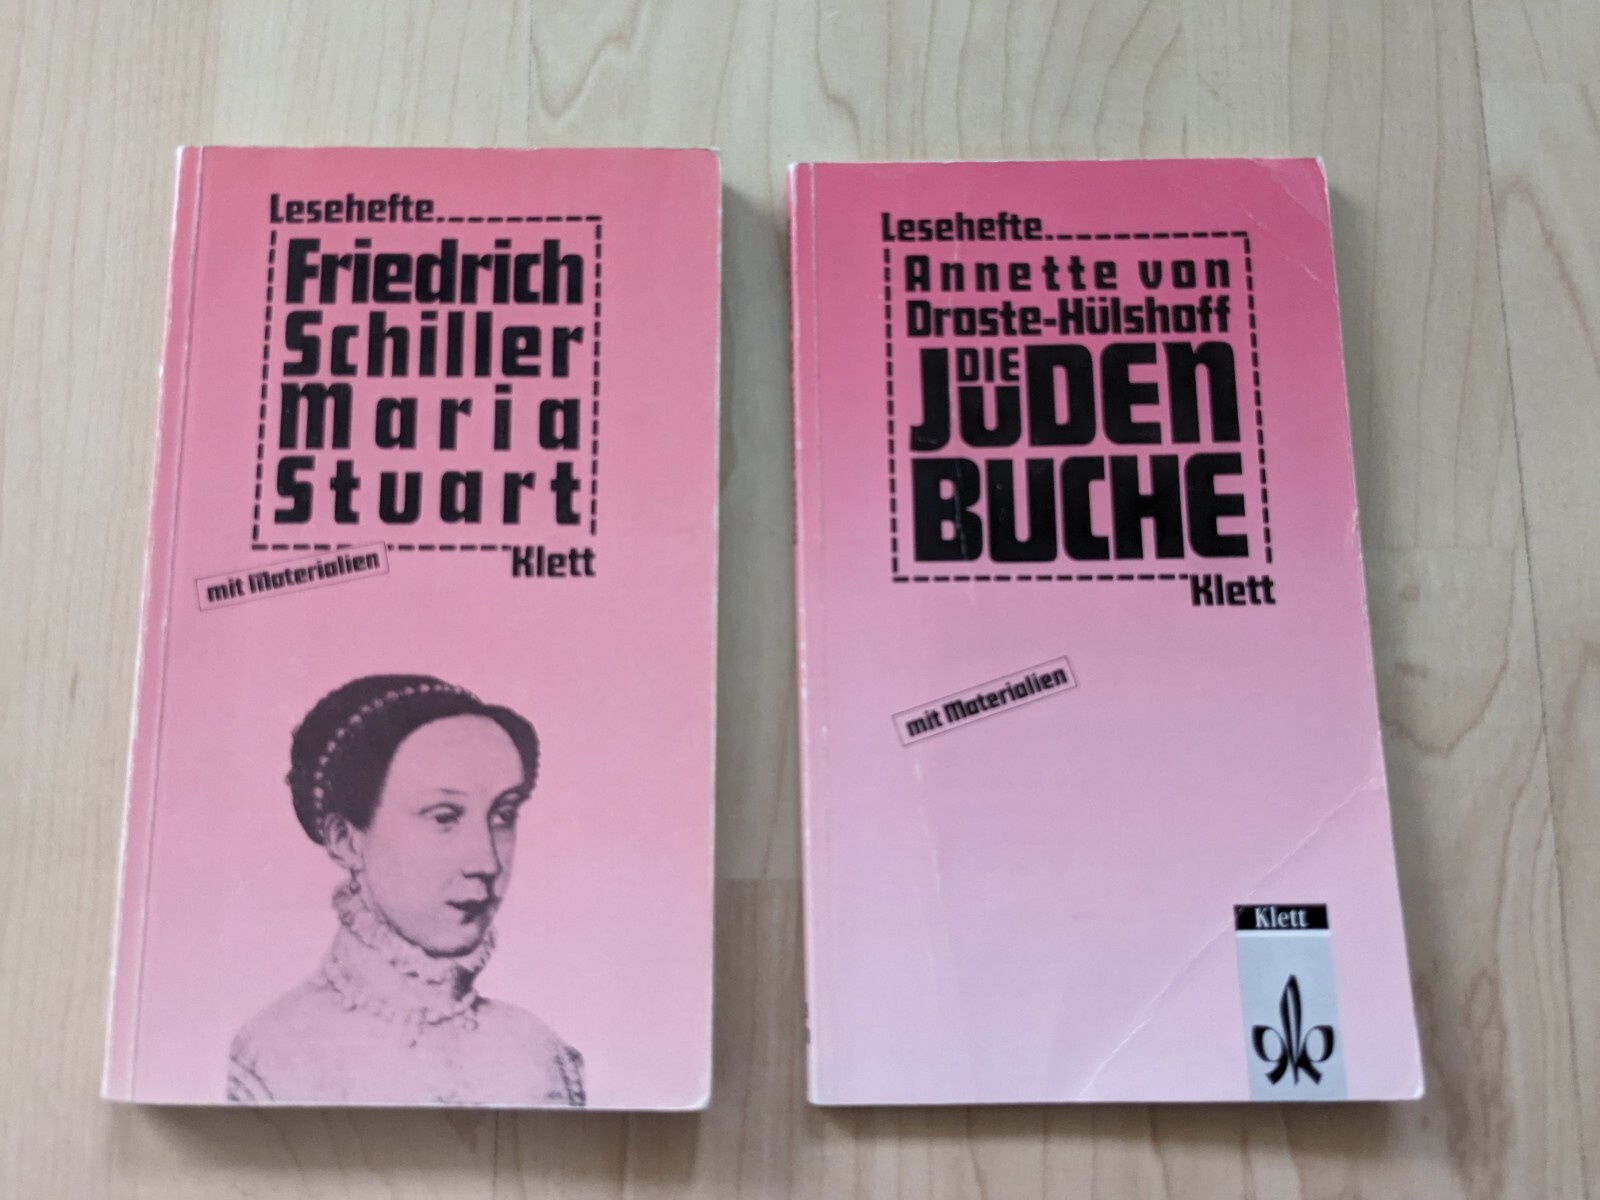 Lesehefte
Friedrich
Schiller
Maria
Stuart
Klett
mit Materialien
Lesehefte
Annette von
Droste-Hülshoff
DIE
JUDEN
BUCHE
Klett
mit Materialien
Klett